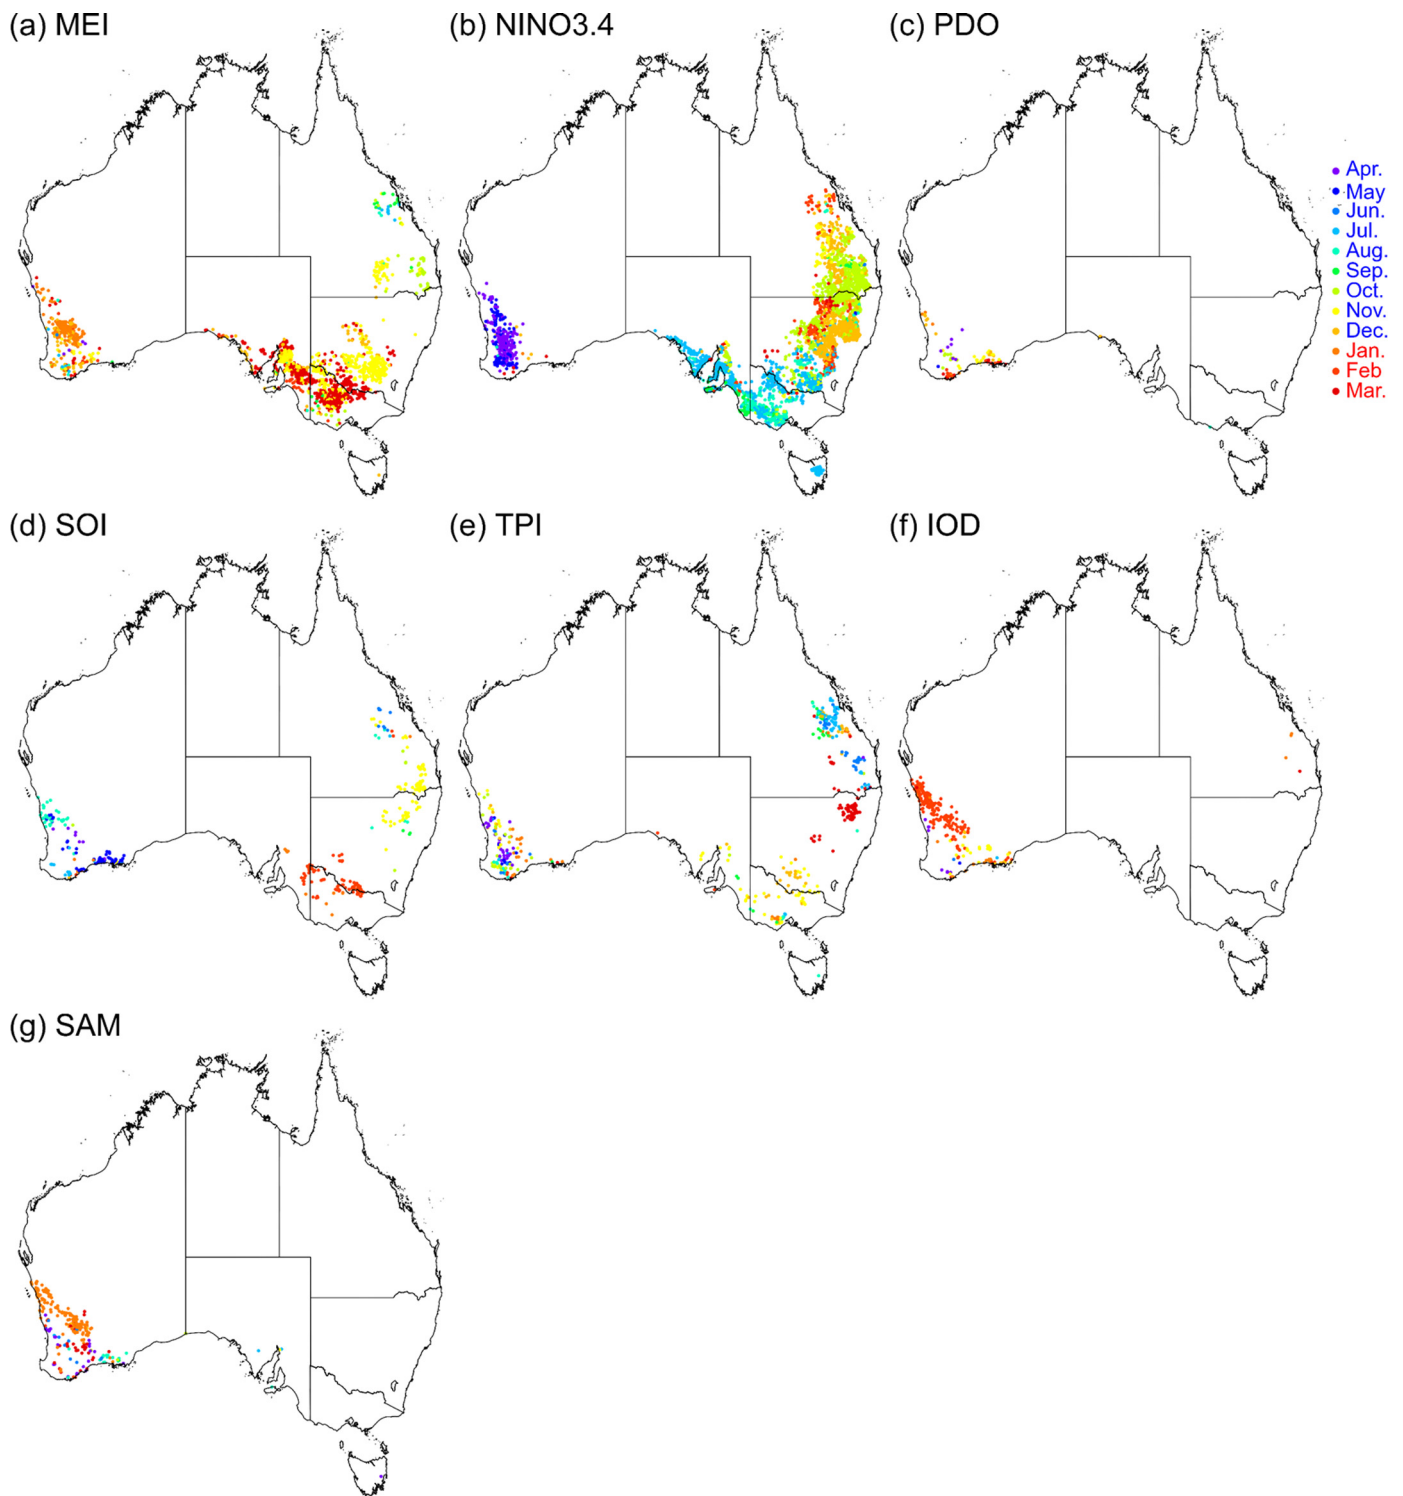 (a) MEI
(b) NINO3.4
(c) PDO
Apr.
May
Jun.
Jul.
Aug.
Sep.
Oct.
Nov.
Dec.
Jan.
Feb
Mar.
(d) SOI
(e) TPI
(f) IOD
(g) SAM